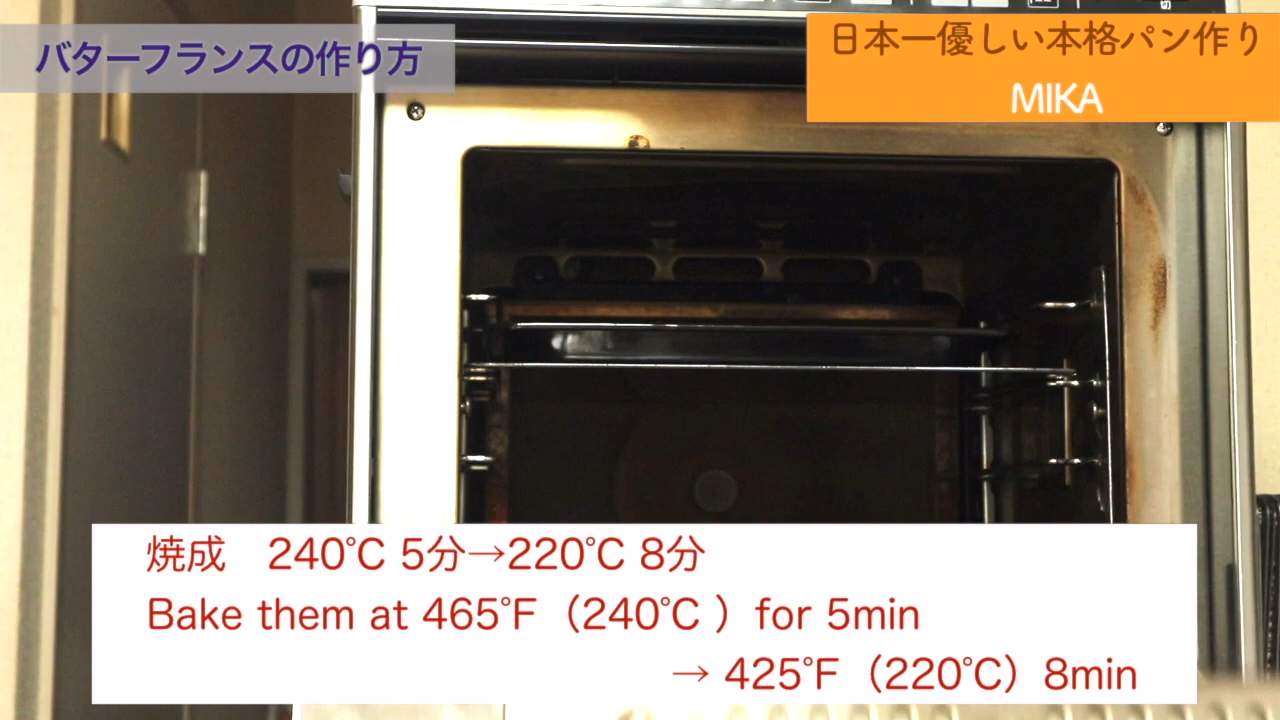 バターフランスの作り方
日本一優しい本格パン作り
MIKA
焼成　240℃ 5分→220℃ 8分
Bake them at 465°F（240℃ ）for 5min
→ 425°F（220℃）8min